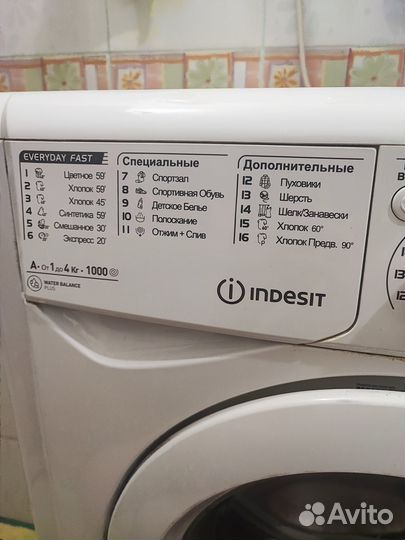 EVERYDAY FAST
1 Цветное 59'
2 Хлопок 59'
3 Хлопок 45'
4 Синтетика 59'
5 Смешанное 30'
6 Экспресс 20'
Специальные
7 Спортзал
8 Спортивная Обувь
9 Детское Белье
10 Полоскание
11 Отжим + Слив
Дополнительные
12 Пуховики
13 Шерсть
14 Шелк/Занавески
15 Хлопок 60°
16 Хлопок Предв. 90°
A+ От 1 до 4 Кг • 1000
WATER BALANCE
PLUS
INDESIT
В
1
13
12
Avito